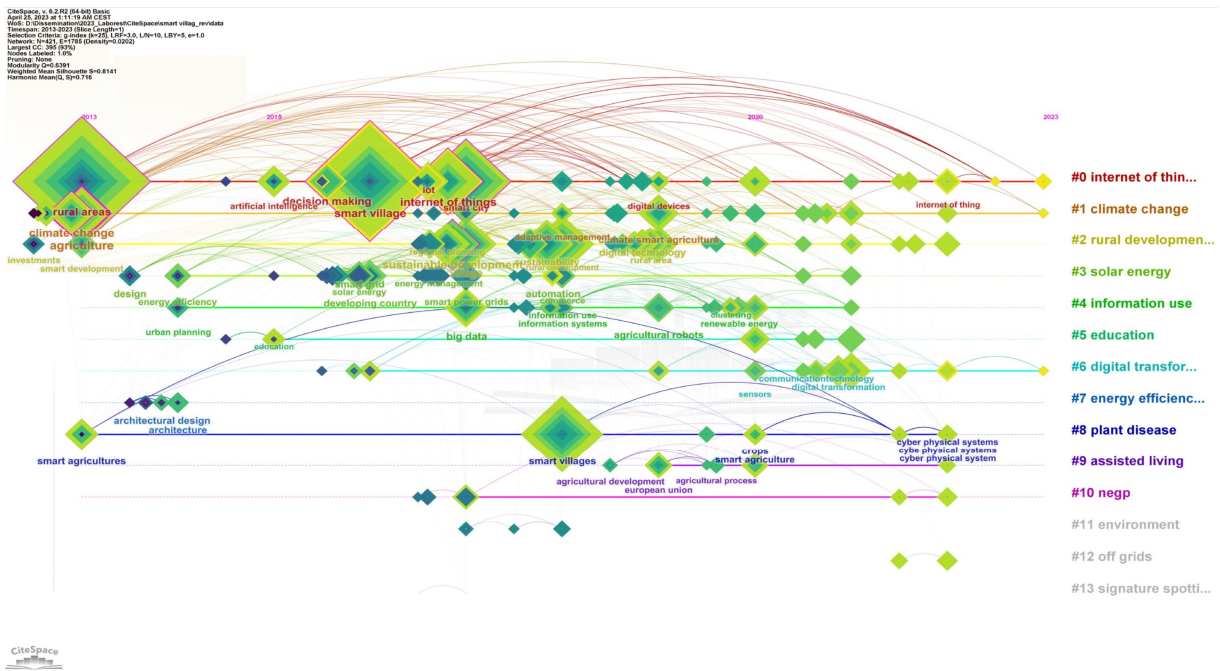 CiteSpace, v. 6.2.R2 (64-bit) Basic
April 25, 2023 at 1:11:19 AM CEST
WoS: D:\Dissemination\2023_Laborest\CiteSpace\smart villag_rev\data
Timespan: 2013-2023 (Slice Length=1)
Selection Criteria: g-index (k=25), LRF=3.0, L/N=10, LBY=5, e=1.0
Network: N=421, E=1785 (Density=0.0202)
Largest CC: 395 (93%)
Nodes Labeled: 1.0%
Pruning: None
Modularity Q=0.6391
Weighted Mean Silhouette S=0.8141
Harmonic Mean(Q, S)=0.716
2013
2015
2020
2023
#0 internet of thin...
iot
decision making
internet of things
artificial intelligence
smart city
digital devices
internet of thing
rural areas
smart village
#1 climate change
climate change
agriculture
adaptive management
climate smart agriculture
#2 rural developmen...
investments
smart development
sustainable development
sustainability
rural development
digital technology
rural area
#3 solar energy
smart grid
solar energy
energy management
design
energy efficiency
developing country
smart power grids
automation
commerce
#4 information use
information use
information systems
clustering
renewable energy
urban planning
big data
agricultural robots
#5 education
education
#6 digital transfor...
communicationtechnology
digital transformation
sensors
#7 energy efficienc...
architectural design
architecture
#8 plant disease
smart agricultures
smart villages
crops
smart agriculture
cyber physical systems
cybe physical systems
cyber physical system
#9 assisted living
agricultural development
agricultural process
european union
#10 negp
#11 environment
#12 off grids
#13 signature spotti...
CiteSpace